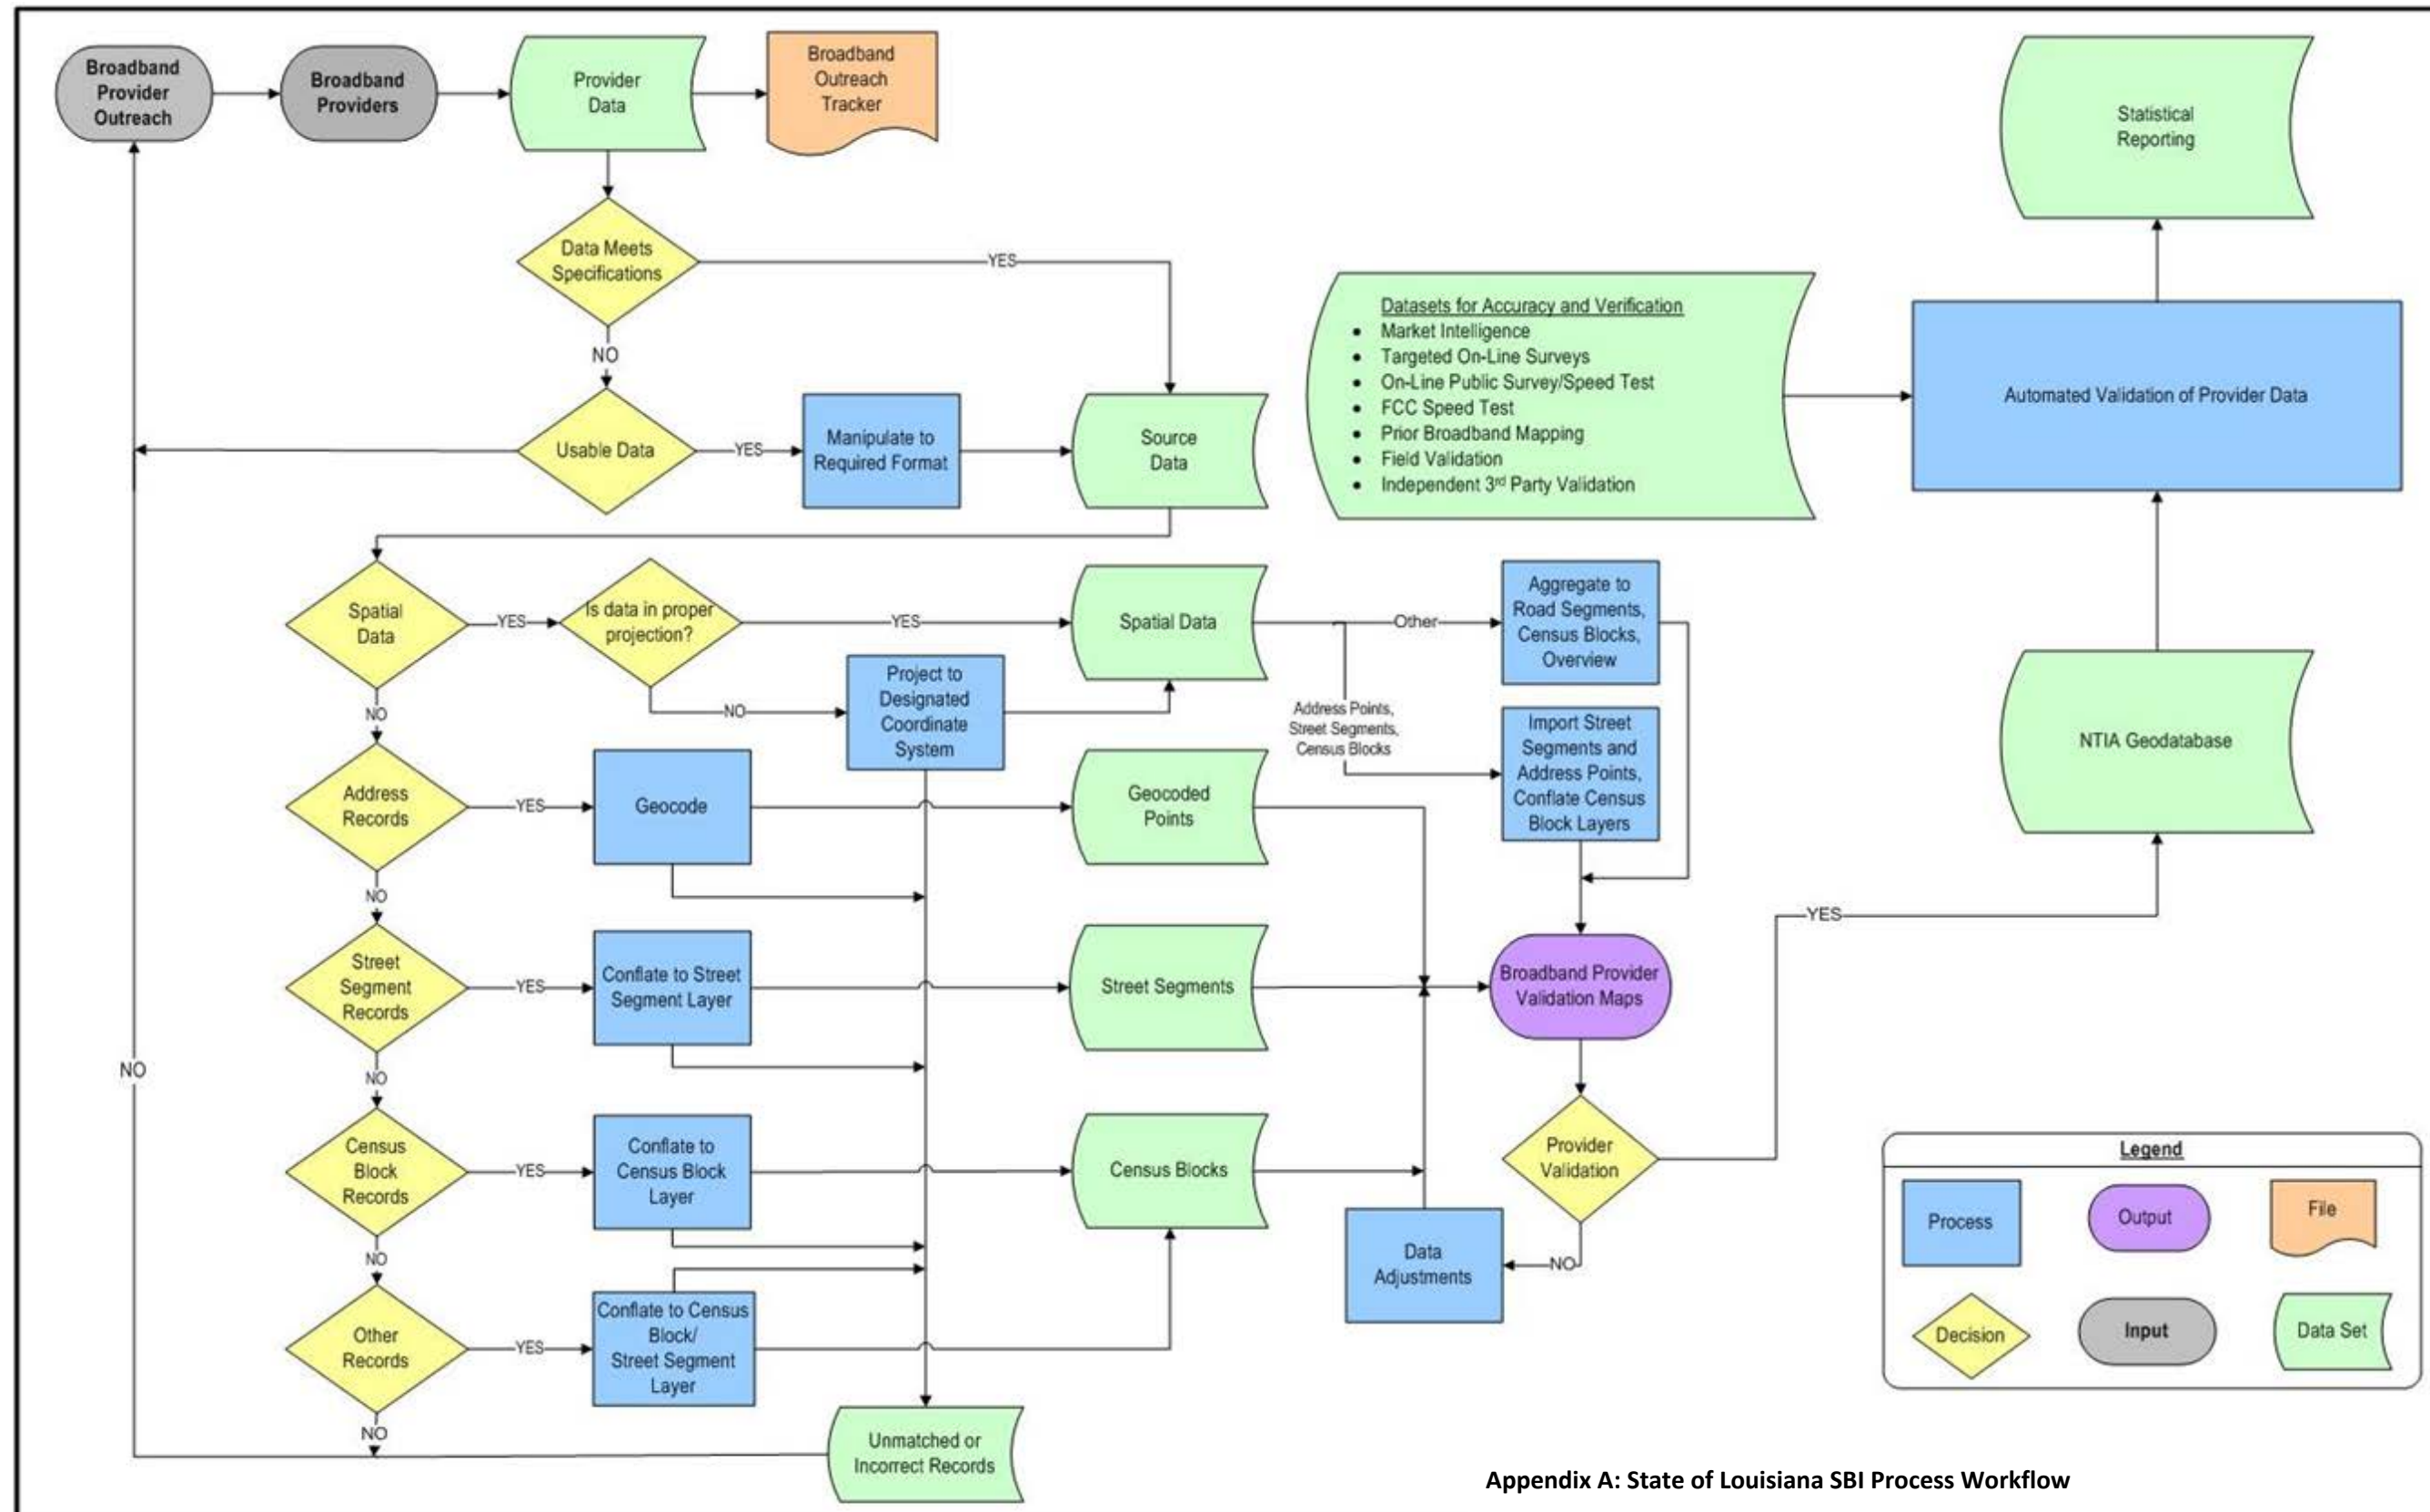 Broadband
Provider
Outreach
Broadband
Providers
Provider
Data
Broadband
Outreach
Tracker
Statistical
Reporting
Data Meets
Specifications
YES
NO
Datasets for Accuracy and Verification
• Market Intelligence
• Targeted On-Line Surveys
• On-Line Public Survey/Speed Test
• FCC Speed Test
• Prior Broadband Mapping
• Field Validation
• Independent 3rd Party Validation
Automated Validation of Provider Data
Usable Data
YES
Manipulate to
Required Format
Source
Data
Spatial
Data
YES
Is data in proper
projection?
YES
Spatial Data
Other
Aggregate to
Road Segments,
Census Blocks,
Overview
NO
NO
Project to
Designated
Coordinate
System
Address Points,
Street Segments,
Census Blocks
Import Street
Segments and
Address Points,
Conflate Census
Block Layers
NTIA Geodatabase
Address
Records
YES
Geocode
Geocoded
Points
NO
YES
Street
Segment
Records
YES
Conflate to Street
Segment Layer
Street Segments
Broadband Provider
Validation Maps
NO
NO
Census
Block
Records
YES
Conflate to
Census Block
Layer
Census Blocks
Provider
Validation
NO
Data
Adjustments
NO
Other
Records
YES
Conflate to Census
Block/
Street Segment
Layer
NO
Unmatched or
Incorrect Records
Legend
Process
Output
File
Decision
Input
Data Set
Appendix A: State of Louisiana SBI Process Workflow